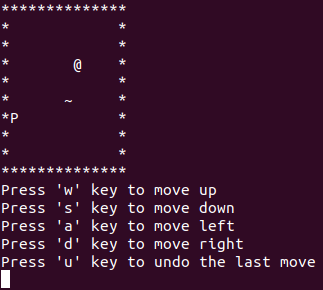 **************
*            *
*            *
*       @    *
*            *
*      ~     *
*P           *
*            *
*            *
**************
Press 'w' key to move up
Press 's' key to move down
Press 'a' key to move left
Press 'd' key to move right
Press 'u' key to undo the last move